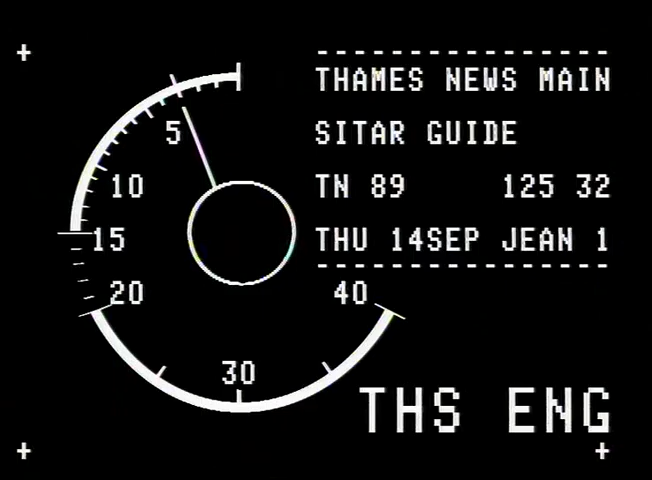 ----------------
THAMES NEWS MAIN
SITAR GUIDE
TN 89 125 32
THU 14SEP JEAN 1
----------------
5
10
15
20
30
40
THS ENG